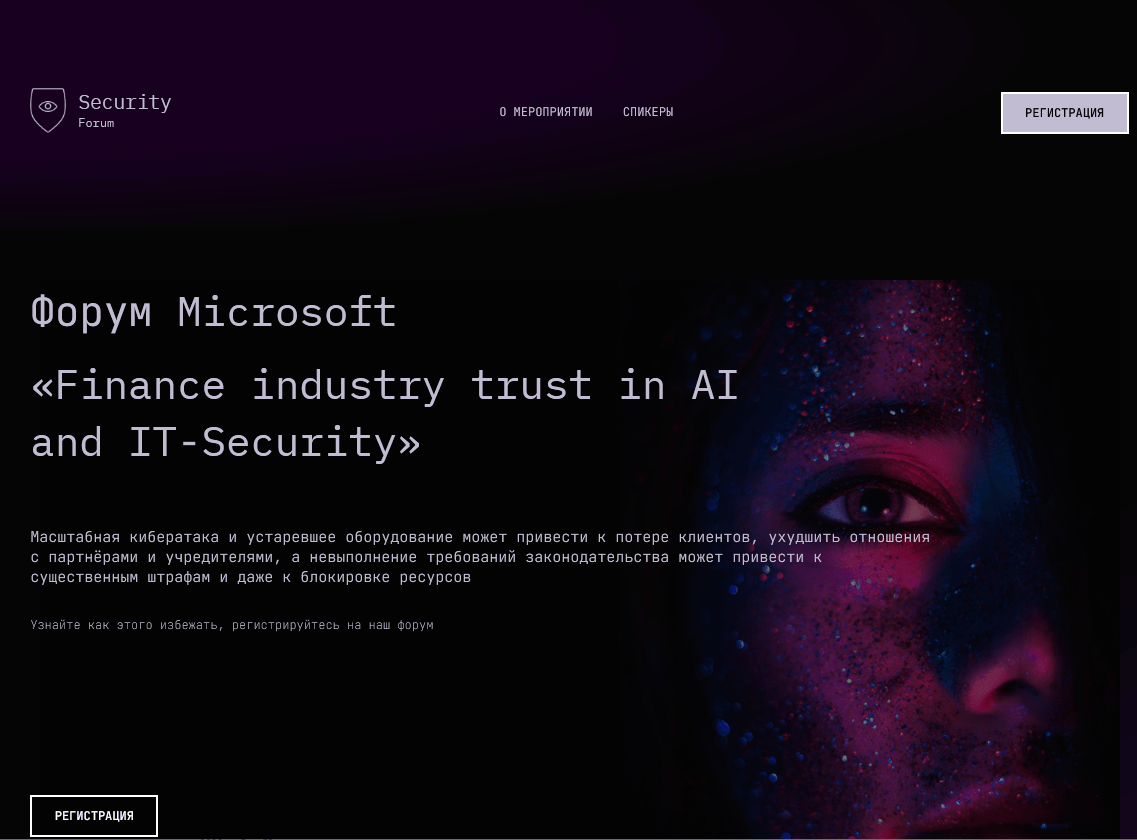 Security
Forum
О МЕРОПРИЯТИИ
СПИКЕРЫ
РЕГИСТРАЦИЯ
Форум Microsoft
«Finance industry trust in AI
and IT-Security»
Масштабная кибератака и устаревшее оборудование может привести к потере клиентов, ухудшить отношения
с партнёрами и учредителями, а невыполнение требований законодательства может привести к
существенным штрафам и даже к блокировке ресурсов
Узнайте как этого избежать, регистрируйтесь на наш форум
РЕГИСТРАЦИЯ